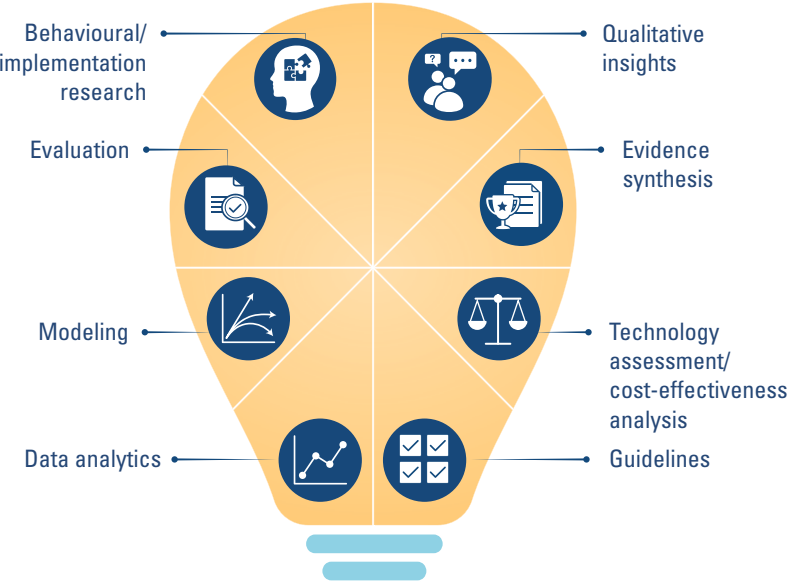 Behavioural/
implementation
research
Qualitative
insights
?
Evaluation
Evidence
synthesis
Modeling
Technology
assessment/
cost-effectiveness
analysis
Data analytics
Guidelines